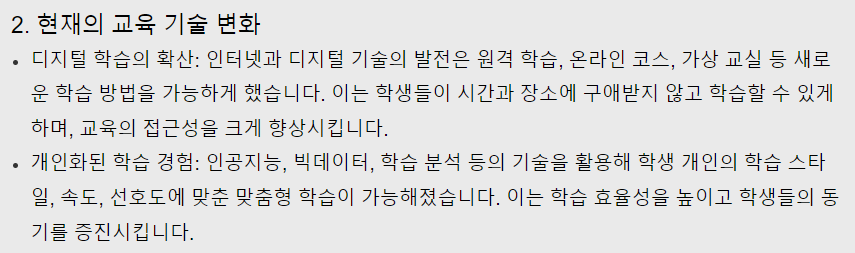 2. 현재의 교육 기술 변화
• 디지털 학습의 확산: 인터넷과 디지털 기술의 발전은 원격 학습, 온라인 코스, 가상 교실 등 새로
운 학습 방법을 가능하게 했습니다. 이는 학생들이 시간과 장소에 구애받지 않고 학습할 수 있게
하며, 교육의 접근성을 크게 향상시킵니다.
• 개인화된 학습 경험: 인공지능, 빅데이터, 학습 분석 등의 기술을 활용해 학생 개인의 학습 스타
일, 속도, 선호도에 맞춘 맞춤형 학습이 가능해졌습니다. 이는 학습 효율성을 높이고 학생들의 동
기를 증진시킵니다.